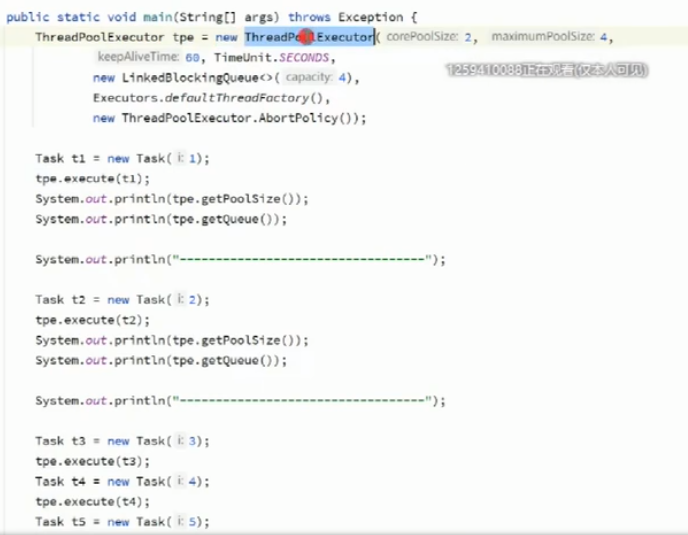 public static void main(String[] args) throws Exception {
ThreadPoolExecutor tpe = new ThreadPoolExecutor( corePoolSize: 2, maximumPoolSize: 4,
keepAliveTime: 60, TimeUnit.SECONDS,
new LinkedBlockingQueue<>( capacity: 4),
1259410088正在观看(仅本人可见)
Executors.defaultThreadFactory(),
new ThreadPoolExecutor.AbortPolicy());
Task t1 = new Task( i: 1);
tpe.execute(t1);
System.out.println(tpe.getPoolSize());
System.out.println(tpe.getQueue());
System.out.println("----------------------------------");
Task t2 = new Task( i: 2);
tpe.execute(t2);
System.out.println(tpe.getPoolSize());
System.out.println(tpe.getQueue());
System.out.println("----------------------------------");
Task t3 = new Task( i: 3);
tpe.execute(t3);
Task t4 = new Task( i: 4);
tpe.execute(t4);
Task t5 = new Task( i: 5);